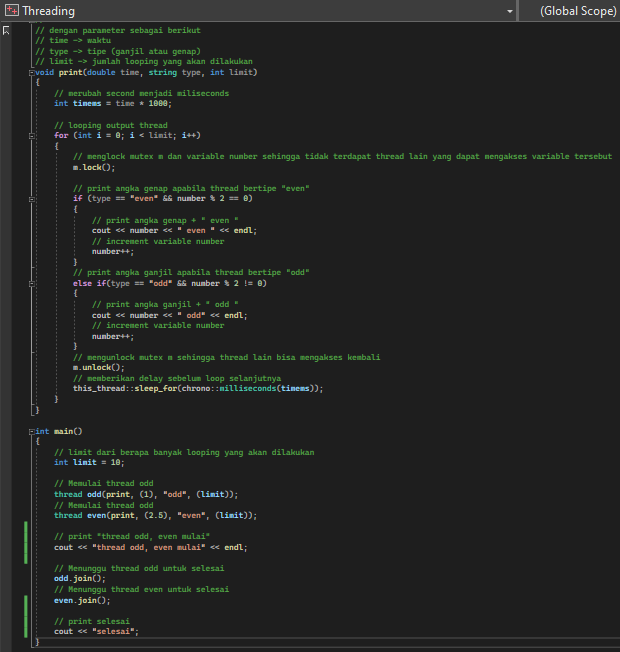 Threading
(Global Scope)
// dengan parameter sebagai berikut
// time -> waktu
// type -> tipe (ganjil atau genap)
// limit -> jumlah looping yang akan dilakukan
void print(double time, string type, int limit)
{
// merubah second menjadi miliseconds
int timems = time * 1000;
// looping output thread
for (int i = 0; i < limit; i++)
{
// menglock mutex m dan variable number sehingga tidak terdapat thread lain yang dapat mengakses variable tersebut
m.lock();
// print angka genap apabila thread bertipe "even"
if (type == "even" && number % 2 == 0)
{
// print angka genap + " even "
cout << number << " even " << endl;
// increment variable number
number++;
}
// print angka ganjil apabila thread bertipe "odd"
else if(type == "odd" && number % 2 != 0)
{
// print angka ganjil + " odd "
cout << number << " odd" << endl;
// increment variable number
number++;
}
// mengunlock mutex m sehingga thread lain bisa mengakses kembali
m.unlock();
// memberikan delay sebelum loop selanjutnya
this_thread::sleep_for(chrono::milliseconds(timems));
}
}
int main()
{
// limit dari berapa banyak looping yang akan dilakukan
int limit = 10;
// Memulai thread odd
thread odd(print, (1), "odd", (limit));
// Memulai thread odd
thread even(print, (2.5), "even", (limit));
// print "thread odd, even mulai"
cout << "thread odd, even mulai" << endl;
// Menunggu thread odd untuk selesai
odd.join();
// Menunggu thread even untuk selesai
even.join();
// print selesai
cout << "selesai";
}